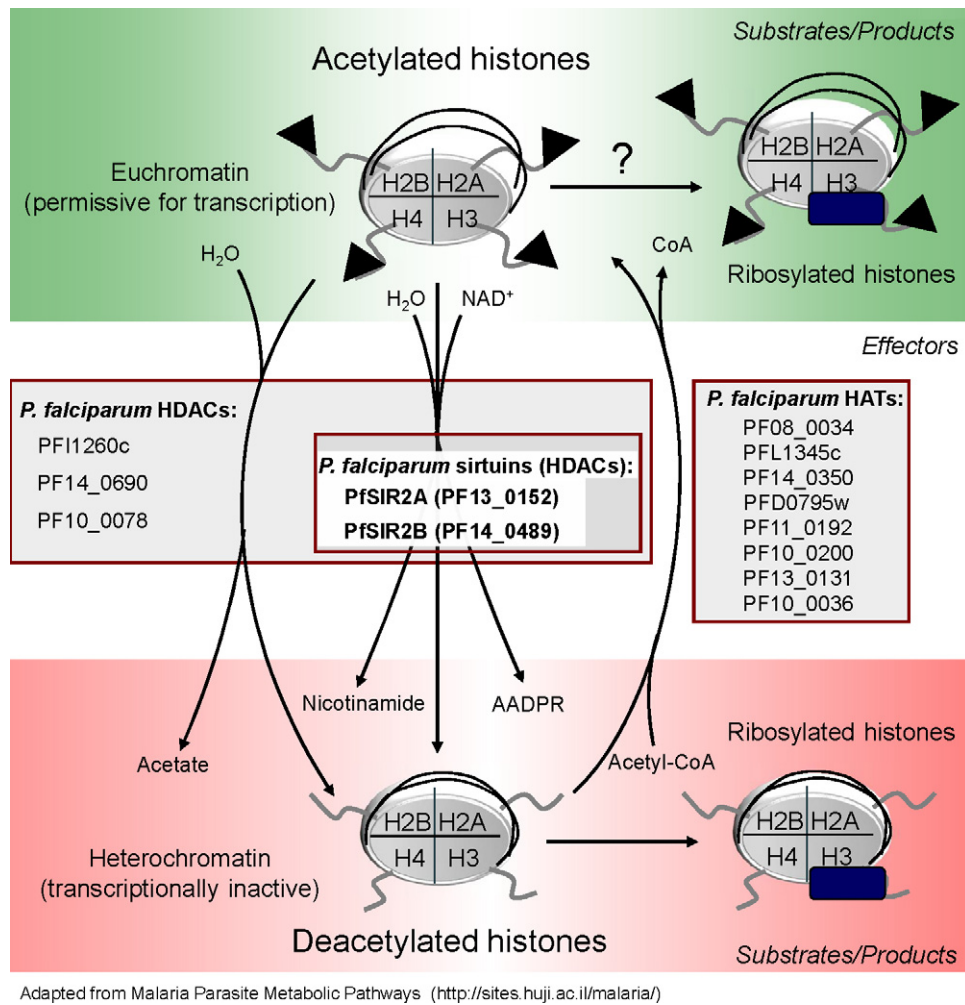 Substrates/Products
Acetylated histones
H2B H2A
H4 H3
?
H2B H2A
H4 H3
Euchromatin
(permissive for transcription)
H₂O
H₂O
NAD⁺
CoA
Ribosylated histones
Effectors
P. falciparum HDACs:
PFI1260c
PF14_0690
PF10_0078
P. falciparum sirtuins (HDACs):
PfSIR2A (PF13_0152)
PfSIR2B (PF14_0489)
P. falciparum HATs:
PF08_0034
PFL1345c
PF14_0350
PFD0795w
PF11_0192
PF10_0200
PF13_0131
PF10_0036
Nicotinamide
AADPR
Acetate
Acetyl-CoA
Ribosylated histones
H2B H2A
H4 H3
H2B H2A
H4 H3
Heterochromatin
(transcriptionally inactive)
Deacetylated histones
Substrates/Products
Adapted from Malaria Parasite Metabolic Pathways (http://sites.huji.ac.il/malaria/)